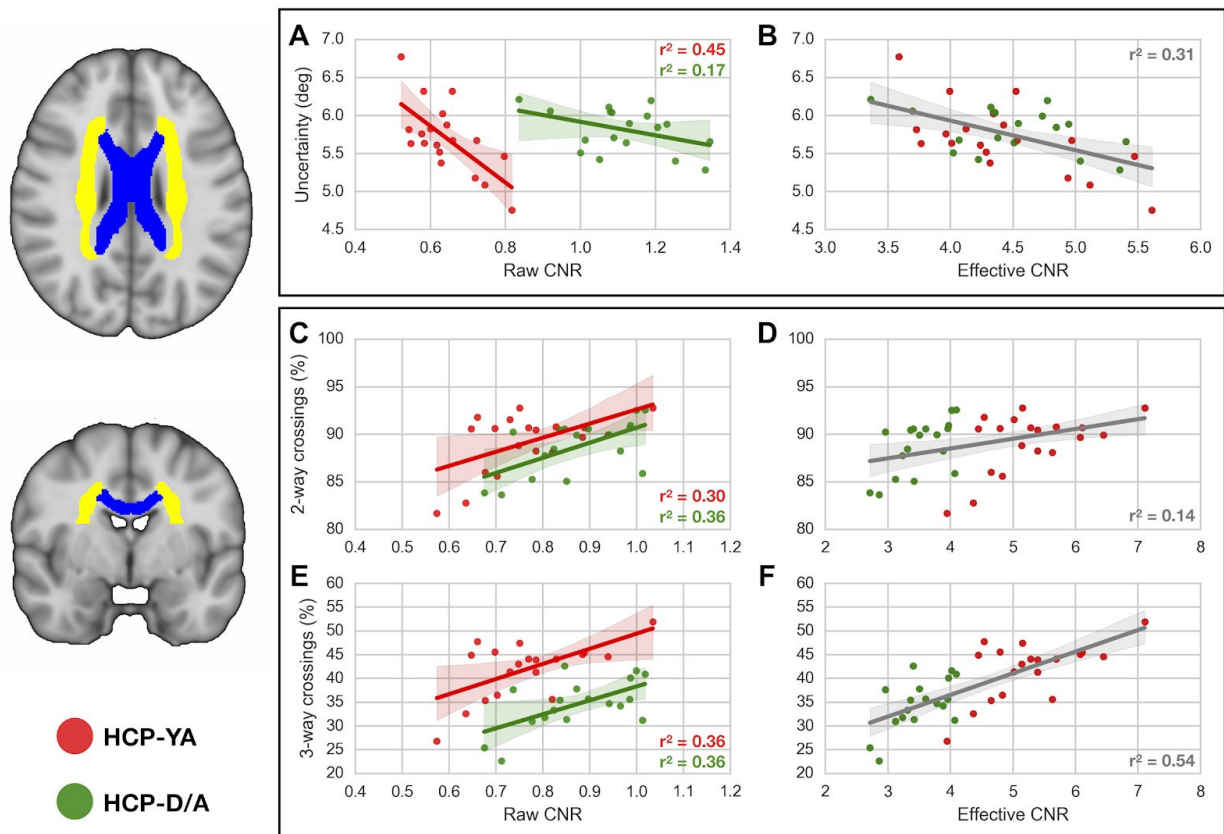 A
r² = 0.45
r² = 0.17
Uncertainty (deg)
7.0
6.5
6.0
5.5
5.0
4.5
0.4 0.6 0.8 1.0 1.2 1.4
Raw CNR
B
r² = 0.31
7.0
6.5
6.0
5.5
5.0
4.5
3.0 3.5 4.0 4.5 5.0 5.5 6.0
Effective CNR
C
2-way crossings (%)
100
95
90
85
80
r² = 0.30
r² = 0.36
0.4 0.5 0.6 0.7 0.8 0.9 1.0 1.1 1.2
D
100
95
90
85
80
r² = 0.14
2 3 4 5 6 7 8
E
3-way crossings (%)
60
55
50
45
40
35
30
25
20
r² = 0.36
r² = 0.36
0.4 0.5 0.6 0.7 0.8 0.9 1.0 1.1 1.2
Raw CNR
F
60
55
50
45
40
35
30
25
20
r² = 0.54
2 3 4 5 6 7 8
Effective CNR
HCP-YA
HCP-D/A